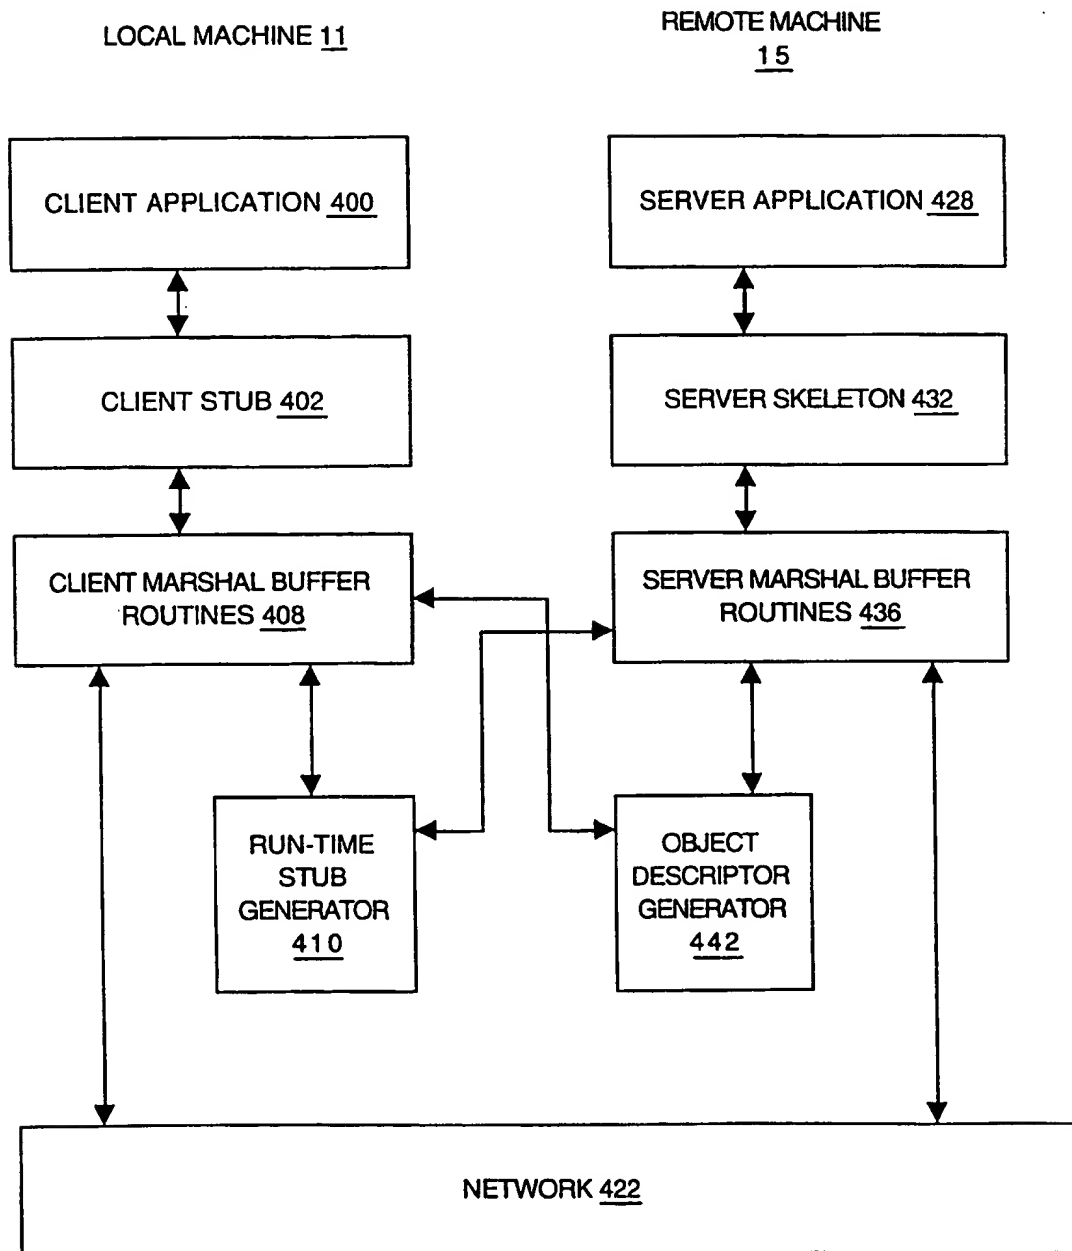 LOCAL MACHINE 11
REMOTE MACHINE
15
CLIENT APPLICATION 400
SERVER APPLICATION 428
CLIENT STUB 402
SERVER SKELETON 432
CLIENT MARSHAL BUFFER
ROUTINES 408
SERVER MARSHAL BUFFER
ROUTINES 436
RUN-TIME
STUB
GENERATOR
410
OBJECT
DESCRIPTOR
GENERATOR
442
NETWORK 422